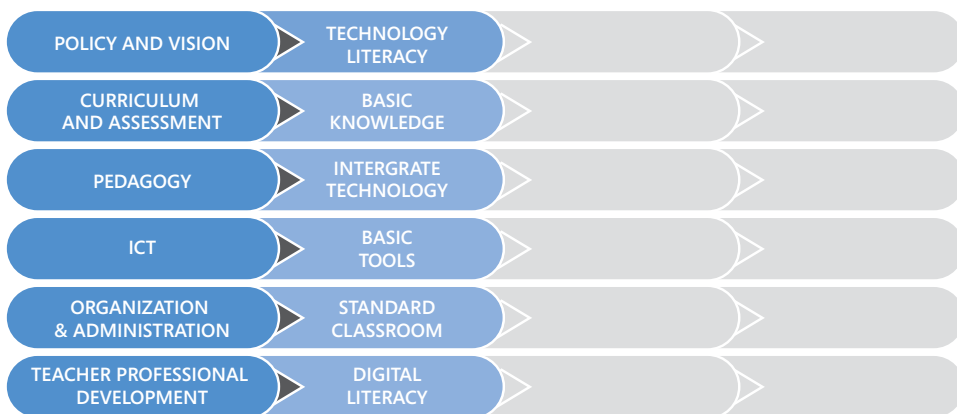 POLICY AND VISION
TECHNOLOGY
LITERACY
CURRICULUM
AND ASSESSMENT
BASIC
KNOWLEDGE
PEDAGOGY
INTERGRATE
TECHNOLOGY
ICT
BASIC
TOOLS
ORGANIZATION
& ADMINISTRATION
STANDARD
CLASSROOM
TEACHER PROFESSIONAL
DEVELOPMENT
DIGITAL
LITERACY